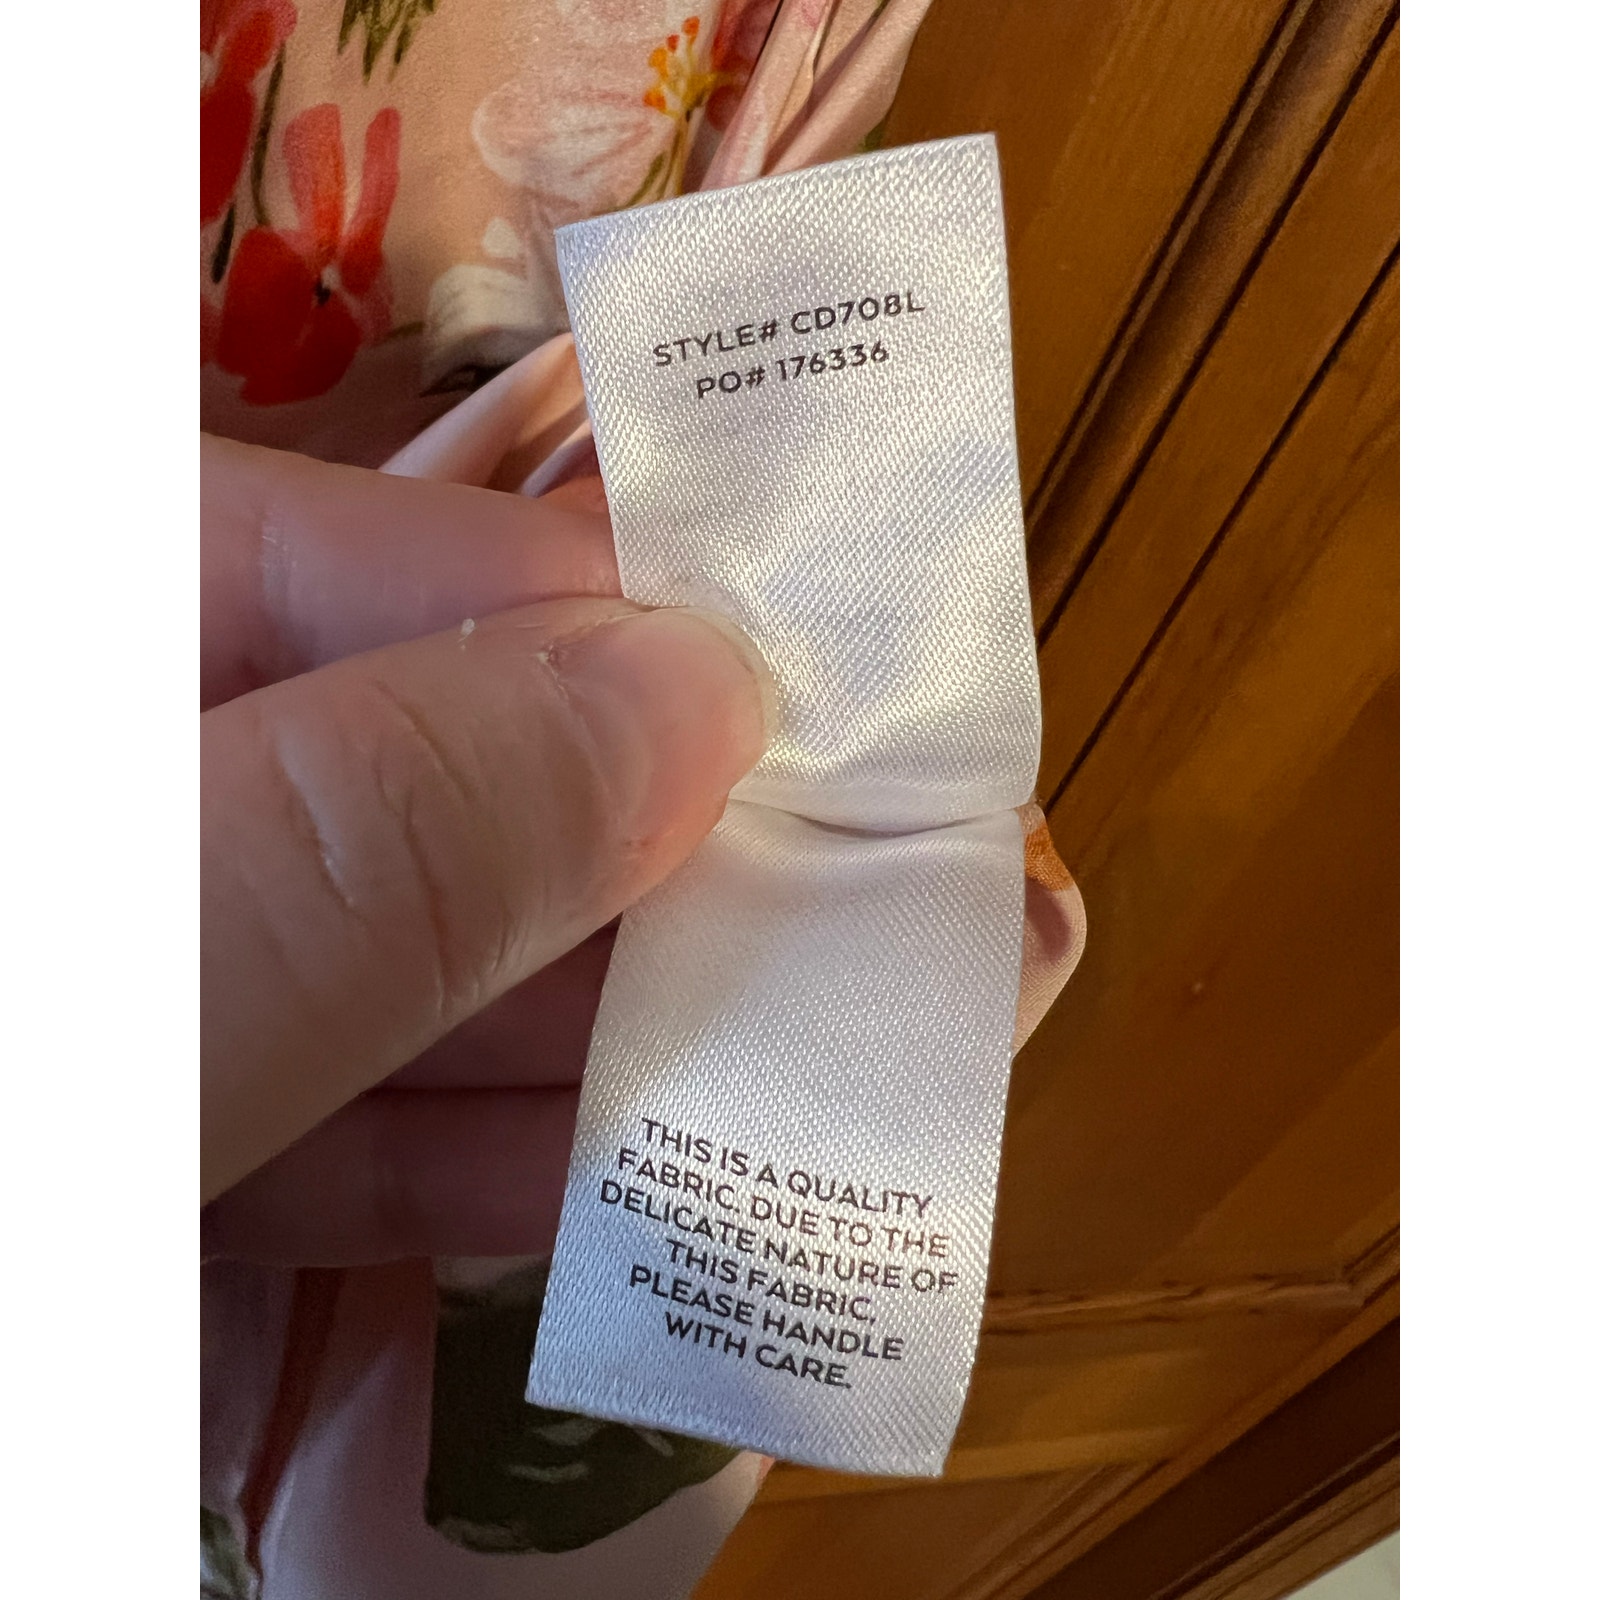 STYLE# CD708L
PO# 176336
THIS IS A QUALITY
FABRIC. DUE TO THE
DELICATE NATURE OF
THIS FABRIC,
PLEASE HANDLE
WITH CARE.